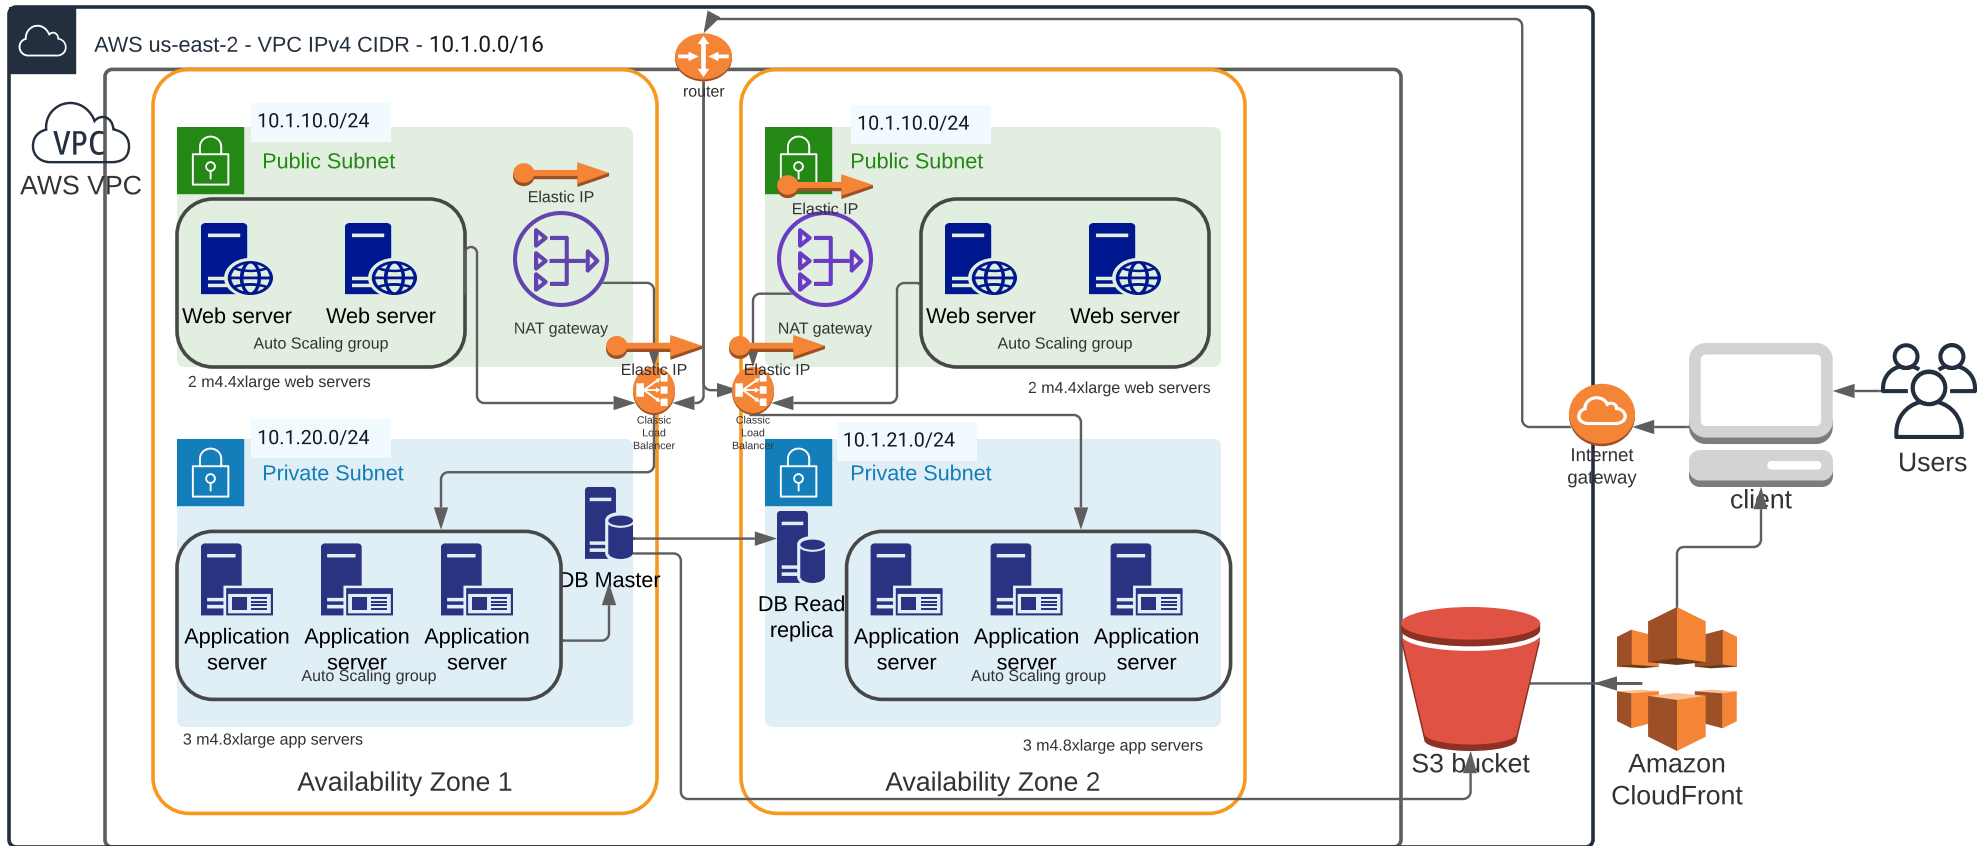 AWS us-east-2 - VPC IPv4 CIDR - 10.1.0.0/16
router
VPC
AWS VPC
10.1.10.0/24
Public Subnet
Elastic IP
Web server
Web server
Auto Scaling group
NAT gateway
2 m4.4xlarge web servers
Elastic IP
Classic
Load
Balancer
10.1.10.0/24
Public Subnet
Elastic IP
NAT gateway
Web server
Web server
Auto Scaling group
2 m4.4xlarge web servers
Elastic IP
Classic
Load
Balancer
10.1.20.0/24
Private Subnet
DB Master
Application
server
Application
server
Application
server
Auto Scaling group
3 m4.8xlarge app servers
Availability Zone 1
10.1.21.0/24
Private Subnet
DB Read
replica
Application
server
Application
server
Application
server
Auto Scaling group
3 m4.8xlarge app servers
Availability Zone 2
Internet
gateway
client
Users
S3 bucket
Amazon
CloudFront